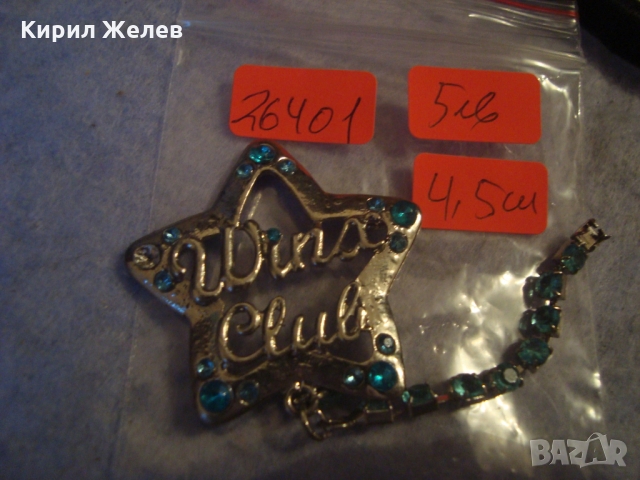 Кирил Желев
26401
5лв
4,5см
Winx
Club
BAZAR